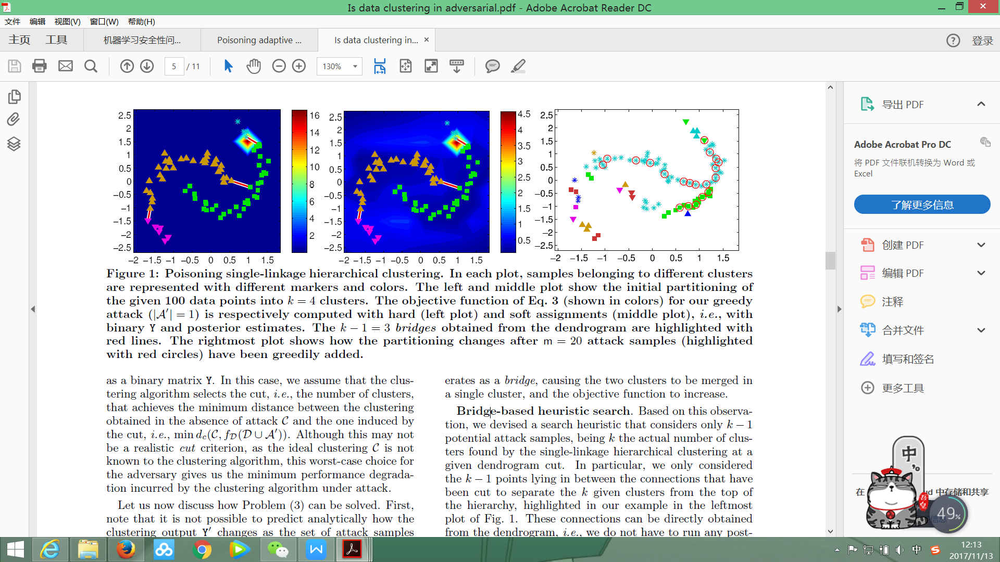 Is data clustering in adversarial.pdf - Adobe Acrobat Reader DC
文件 编辑 视图(V) 窗口(W) 帮助(H)
主页 工具 机器学习安全性问... Poisoning adaptive ... Is data clustering in... × 登录
5 / 11 130%
2.5
2
1.5
1
0.5
0
−0.5
−1
−1.5
−2
−2.5
−2 −1.5 −1 −0.5 0 0.5 1 1.5
16
14
12
10
8
6
4
2
2.5
2
1.5
1
0.5
0
−0.5
−1
−1.5
−2
−2.5
−2 −1.5 −1 −0.5 0 0.5 1 1.5
4.5
4
3.5
3
2.5
2
1.5
1
0.5
2.5
2
1.5
1
0.5
0
−0.5
−1
−1.5
−2
−2.5
−2 −1.5 −1 −0.5 0 0.5 1 1.5
Figure 1: Poisoning single-linkage hierarchical clustering. In each plot, samples belonging to different clusters
are represented with different markers and colors. The left and middle plot show the initial partitioning of
the given 100 data points into k = 4 clusters. The objective function of Eq. 3 (shown in colors) for our greedy
attack (|𝒜′| = 1) is respectively computed with hard (left plot) and soft assignments (middle plot), i.e., with
binary Y and posterior estimates. The k − 1 = 3 bridges obtained from the dendrogram are highlighted with
red lines. The rightmost plot shows how the partitioning changes after m = 20 attack samples (highlighted
with red circles) have been greedily added.
as a binary matrix Y. In this case, we assume that the clus-
tering algorithm selects the cut, i.e., the number of clusters,
that achieves the minimum distance between the clustering
obtained in the absence of attack 𝒞 and the one induced by
the cut, i.e., min d_c(𝒞, f_𝒟(𝒟 ∪ 𝒜′)). Although this may not
be a realistic cut criterion, as the ideal clustering 𝒞 is not
known to the clustering algorithm, this worst-case choice for
the adversary gives us the minimum performance degrada-
tion incurred by the clustering algorithm under attack.
Let us now discuss how Problem (3) can be solved. First,
note that it is not possible to predict analytically how the
clustering output Y′ changes as the set of attack samples
erates as a bridge, causing the two clusters to be merged in
a single cluster, and the objective function to increase.
Bridge-based heuristic search. Based on this observa-
tion, we devised a search heuristic that considers only k − 1
potential attack samples, being k the actual number of clus-
ters found by the single-linkage hierarchical clustering at a
given dendrogram cut. In particular, we only considered
the k − 1 points lying in between the connections that have
been cut to separate the k given clusters from the top of
the hierarchy, highlighted in our example in the leftmost
plot of Fig. 1. These connections can be directly obtained
from the dendrogram, i.e., we do not have to run any post-
导出 PDF
Adobe Acrobat Pro DC
将 PDF 文件联机转换为 Word 或
Excel
了解更多信息
创建 PDF
编辑 PDF
注释
合并文件
填写和签名
更多工具
中
在 ud 中存储和共享
49%
中
12:13
2017/11/13